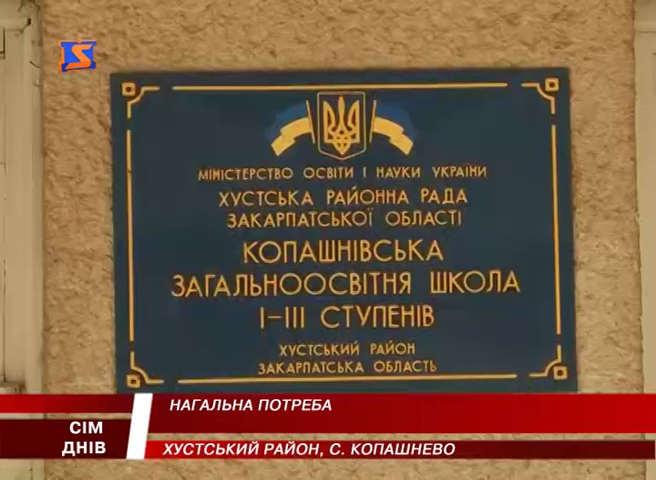 МІНІСТЕРСТВО ОСВІТИ І НАУКИ УКРАЇНИ
ХУСТСЬКА РАЙОННА РАДА
ЗАКАРПАТСЬКОЇ ОБЛАСТІ
КОПАШНІВСЬКА
ЗАГАЛЬНООСВІТНЯ ШКОЛА
І-ІІІ СТУПЕНІВ
ХУСТСЬКИЙ РАЙОН
ЗАКАРПАТСЬКА ОБЛАСТЬ
НАГАЛЬНА ПОТРЕБА
СІМ
ДНІВ
ХУСТСЬКИЙ РАЙОН, С. КОПАШНЕВО